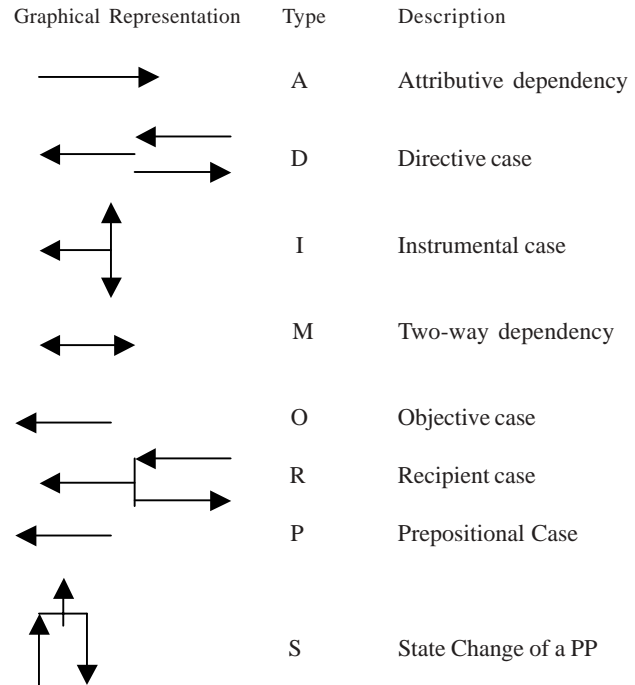 Graphical Representation Type Description
A Attributive dependency
D Directive case
I Instrumental case
M Two-way dependency
O Objective case
R Recipient case
P Prepositional Case
S State Change of a PP